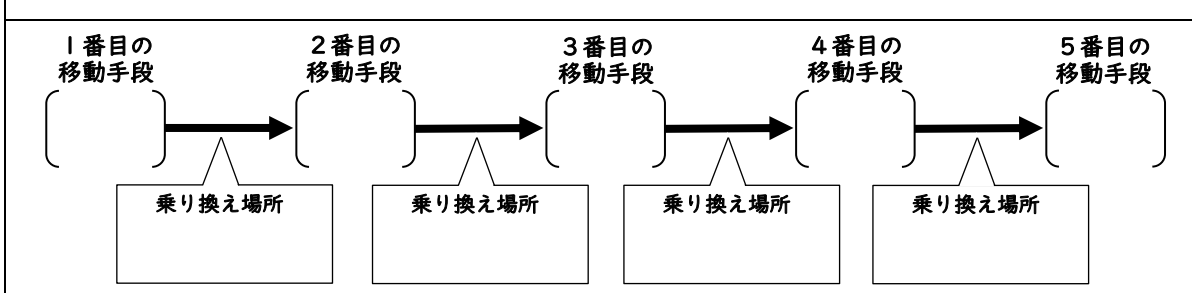 1番目の
移動手段
2番目の
移動手段
3番目の
移動手段
4番目の
移動手段
5番目の
移動手段
乗り換え場所
乗り換え場所
乗り換え場所
乗り換え場所